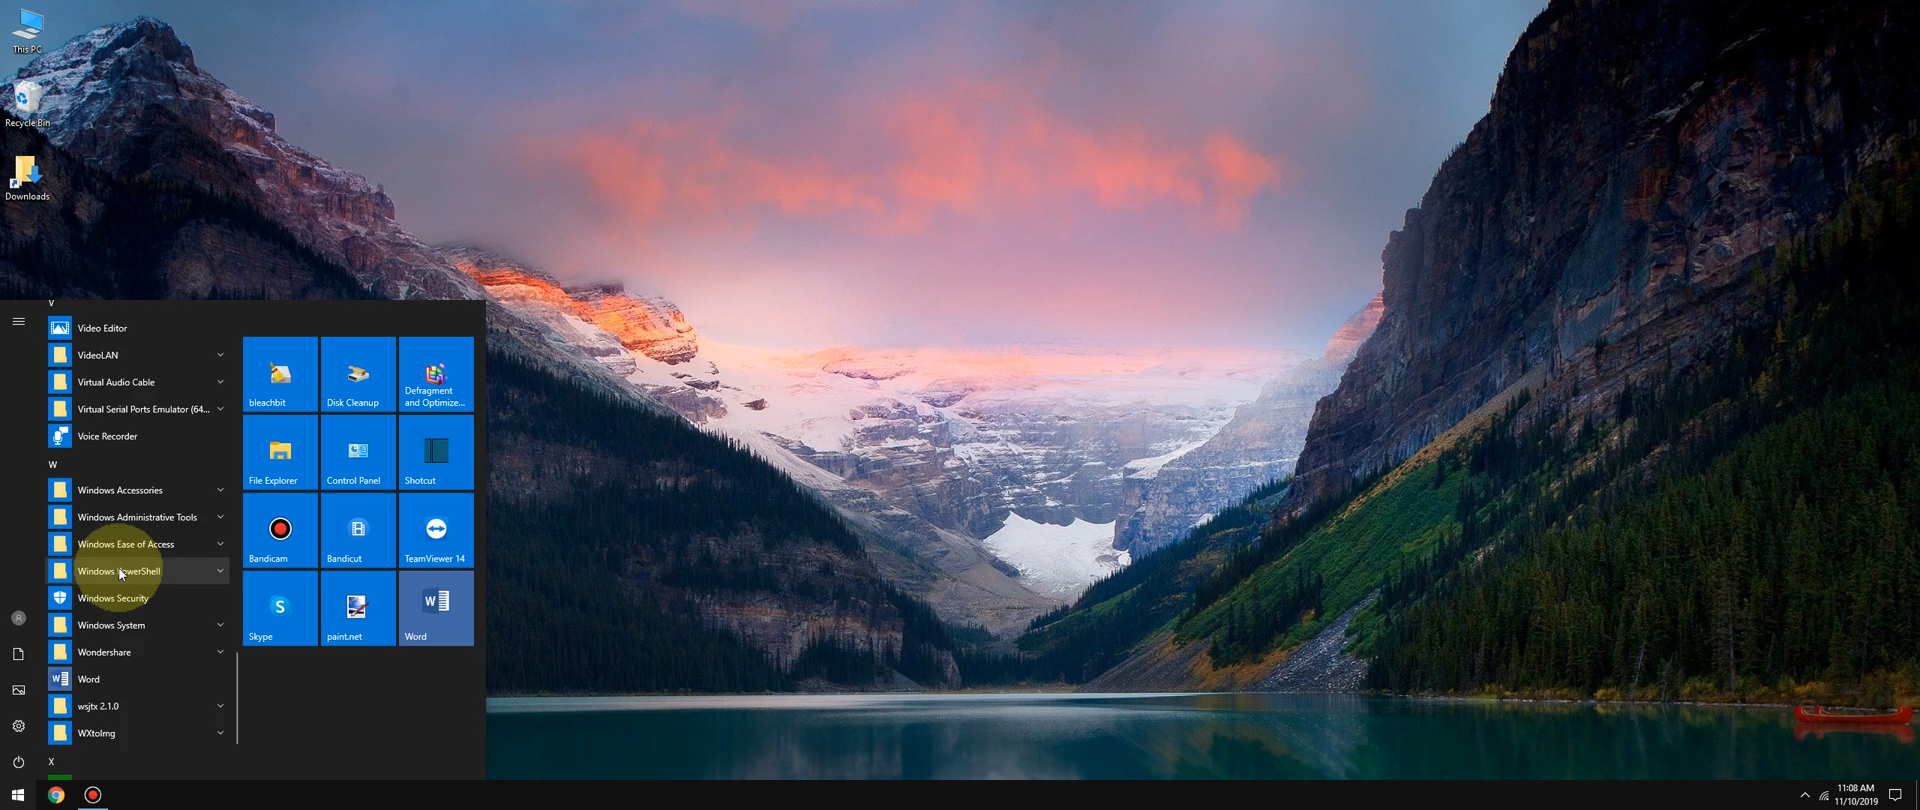 This PC
Recycle Bin
Downloads
V
Video Editor
VideoLAN
Virtual Audio Cable
Virtual Serial Ports Emulator (64...
Voice Recorder
W
Windows Accessories
Windows Administrative Tools
Windows Ease of Access
Windows PowerShell
Windows Security
Windows System
Wondershare
Word
wsjtx 2.1.0
WXtoImg
X
bleachbit
Disk Cleanup
Defragment
and Optimize...
File Explorer
Control Panel
Shotcut
Bandicam
Bandicut
TeamViewer 14
Skype
paint.net
Word
11:08 AM
11/10/2019